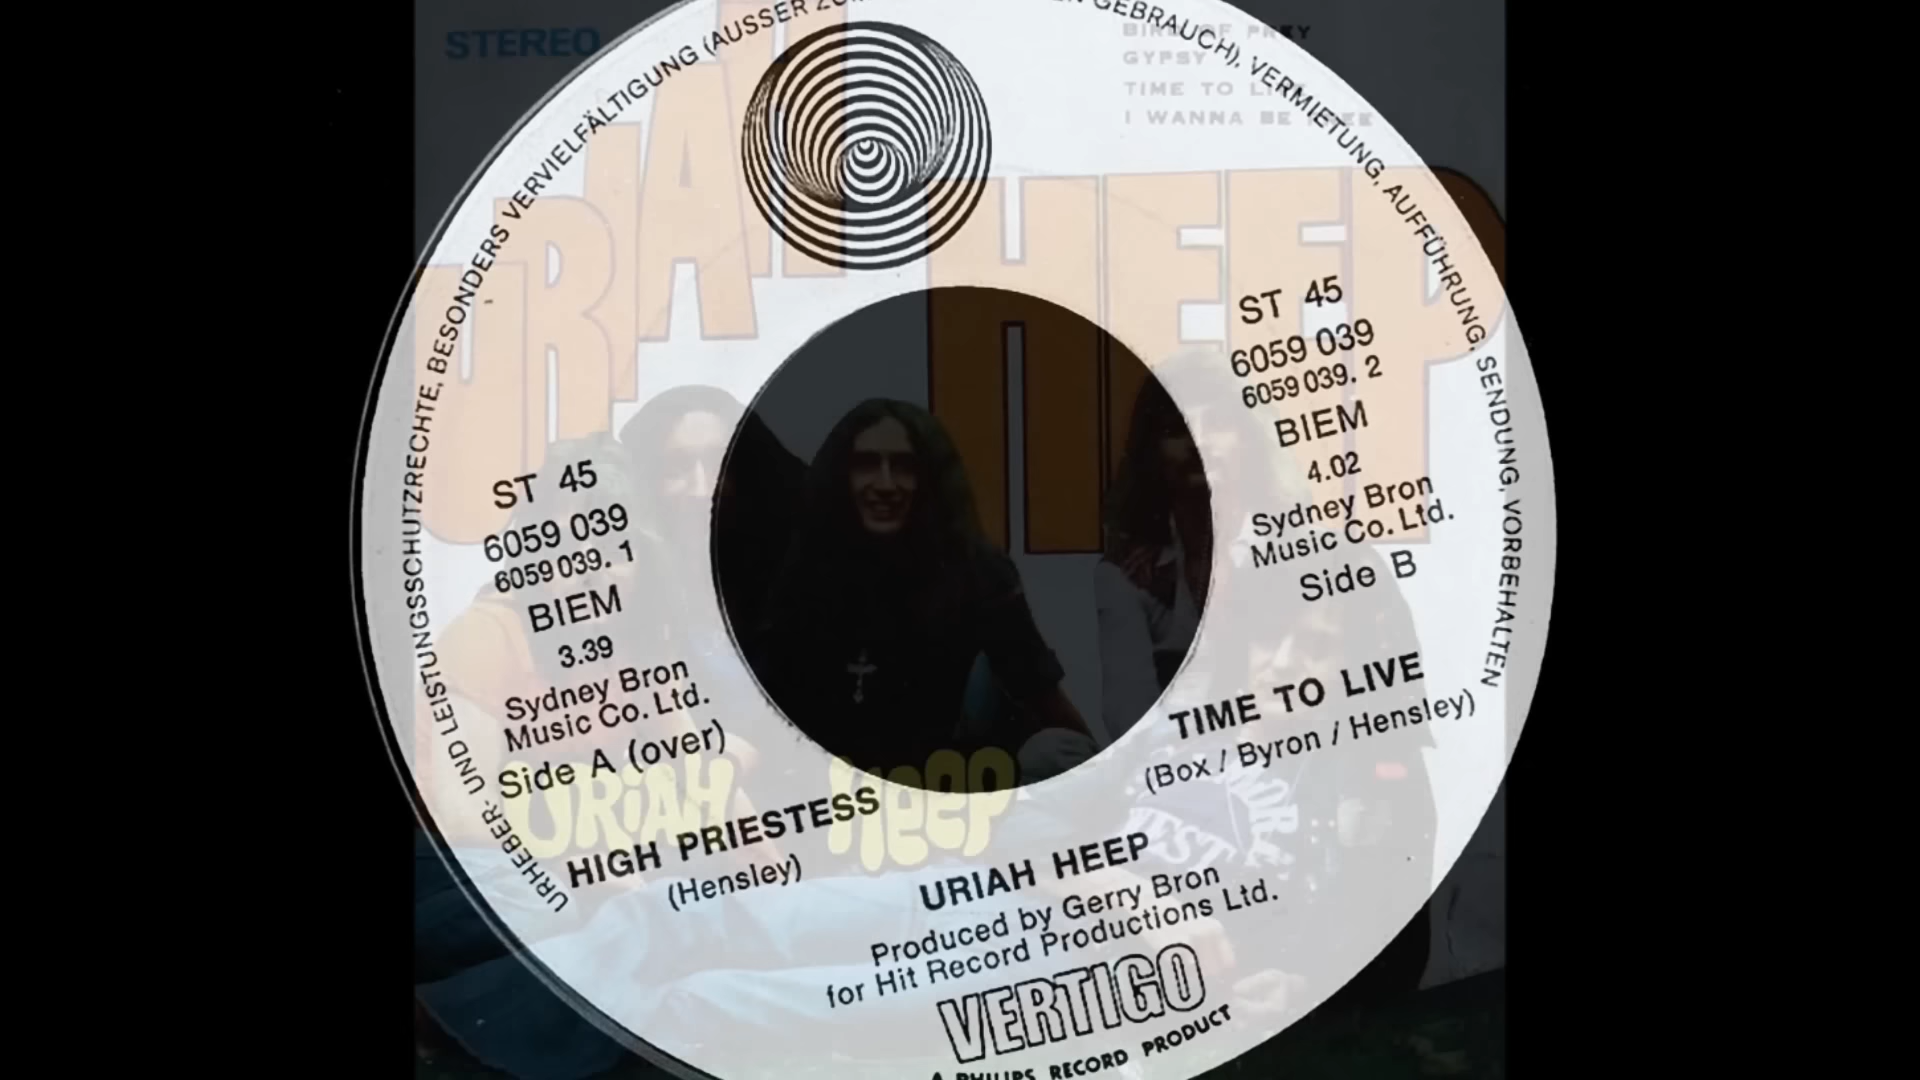 STEREO
BIRD OF PREY
GYPSY
TIME TO
I WANNA BE FREE
URIAH HEEP
URHEBER- UND LEISTUNGSSCHUTZRECHTE, BESONDERS VERVIELFÄLTIGUNG (AUSSER
GEBRAUCH), VERMIETUNG, AUFFÜHRUNG, SENDUNG, VORBEHALTEN
ST 45
6059 039
6059 039. 1
BIEM
3.39
Sydney Bron
Music Co. Ltd.
Side A (over)
ST 45
6059 039
6059 039. 2
BIEM
4.02
Sydney Bron
Music Co. Ltd.
Side B
HIGH PRIESTESS
(Hensley)
TIME TO LIVE
(Box / Byron / Hensley)
URiAH Heep
URIAH HEEP
Produced by Gerry Bron
for Hit Record Productions Ltd.
VERTIGO
A PHILIPS RECORD PRODUCT